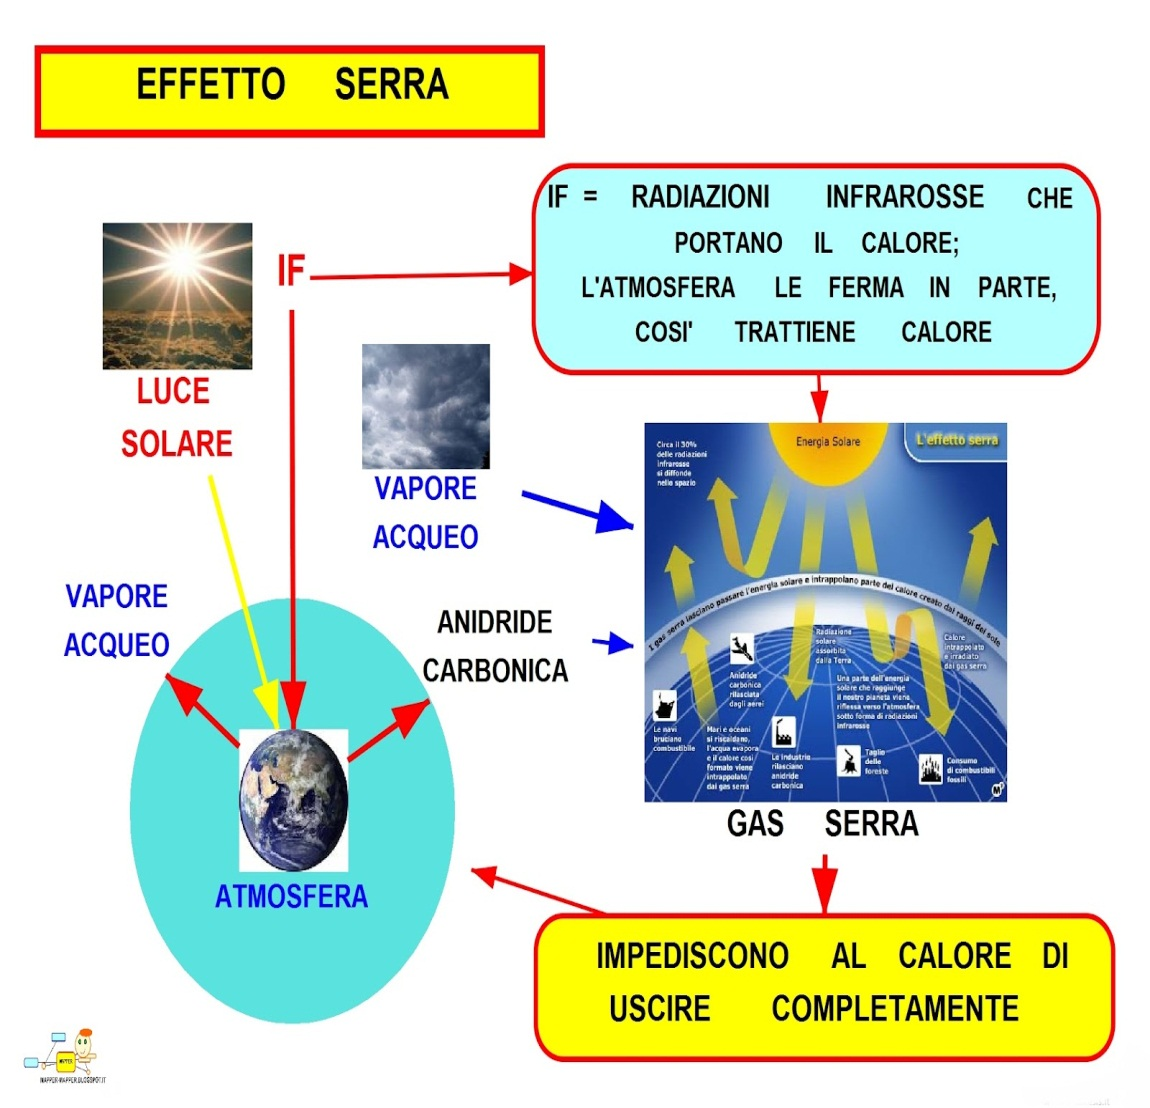 EFFETTO SERRA
IF = RADIAZIONI INFRAROSSE CHE
PORTANO IL CALORE;
L'ATMOSFERA LE FERMA IN PARTE,
COSI' TRATTIENE CALORE
IF
LUCE
SOLARE
VAPORE
ACQUEO
VAPORE
ACQUEO
ANIDRIDE
CARBONICA
ATMOSFERA
Energia Solare
L'effetto serra
Circa il 30%
delle radiazioni
infrarosse
si diffonde
nello spazio
I gas serra lasciano passare l'energia solare e intrappolano parte del calore creato dai raggi del sole
Radiazione
solare
assorbita
dalla Terra
Calore
intrappolato
e irradiato
dai gas serra
Anidride
carbonica
rilasciata
dagli aerei
Una parte dell'energia
solare che raggiunge
il nostro pianeta viene
riflessa verso l'atmosfera
sotto forma di radiazioni
infrarosse
Le navi
bruciano
combustibile
Mari e oceani
si riscaldano,
l'acqua evapora
e il calore così
formato viene
intrappolato
dai gas serra
Le industrie
rilasciano
anidride
carbonica
Taglio
delle
foreste
Consumo
di combustibili
fossili
M
GAS SERRA
IMPEDISCONO AL CALORE DI
USCIRE COMPLETAMENTE
MAPPER
MAPPER-MAPPER.BLOGSPOT.IT